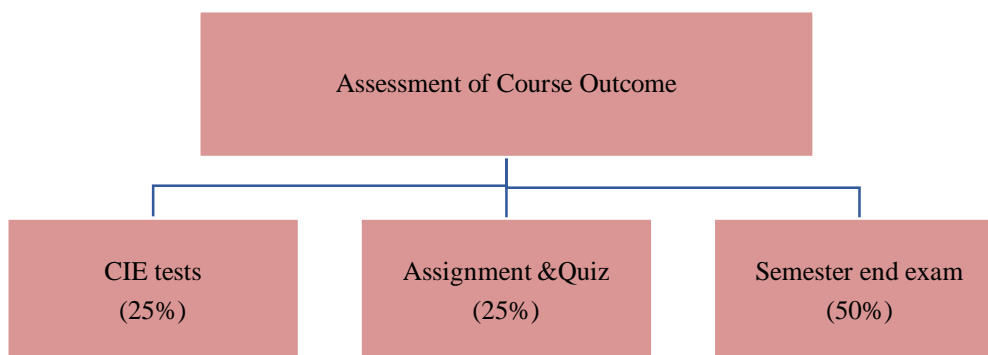 Assessment of Course Outcome
CIE tests
(25%)
Assignment &Quiz
(25%)
Semester end exam
(50%)